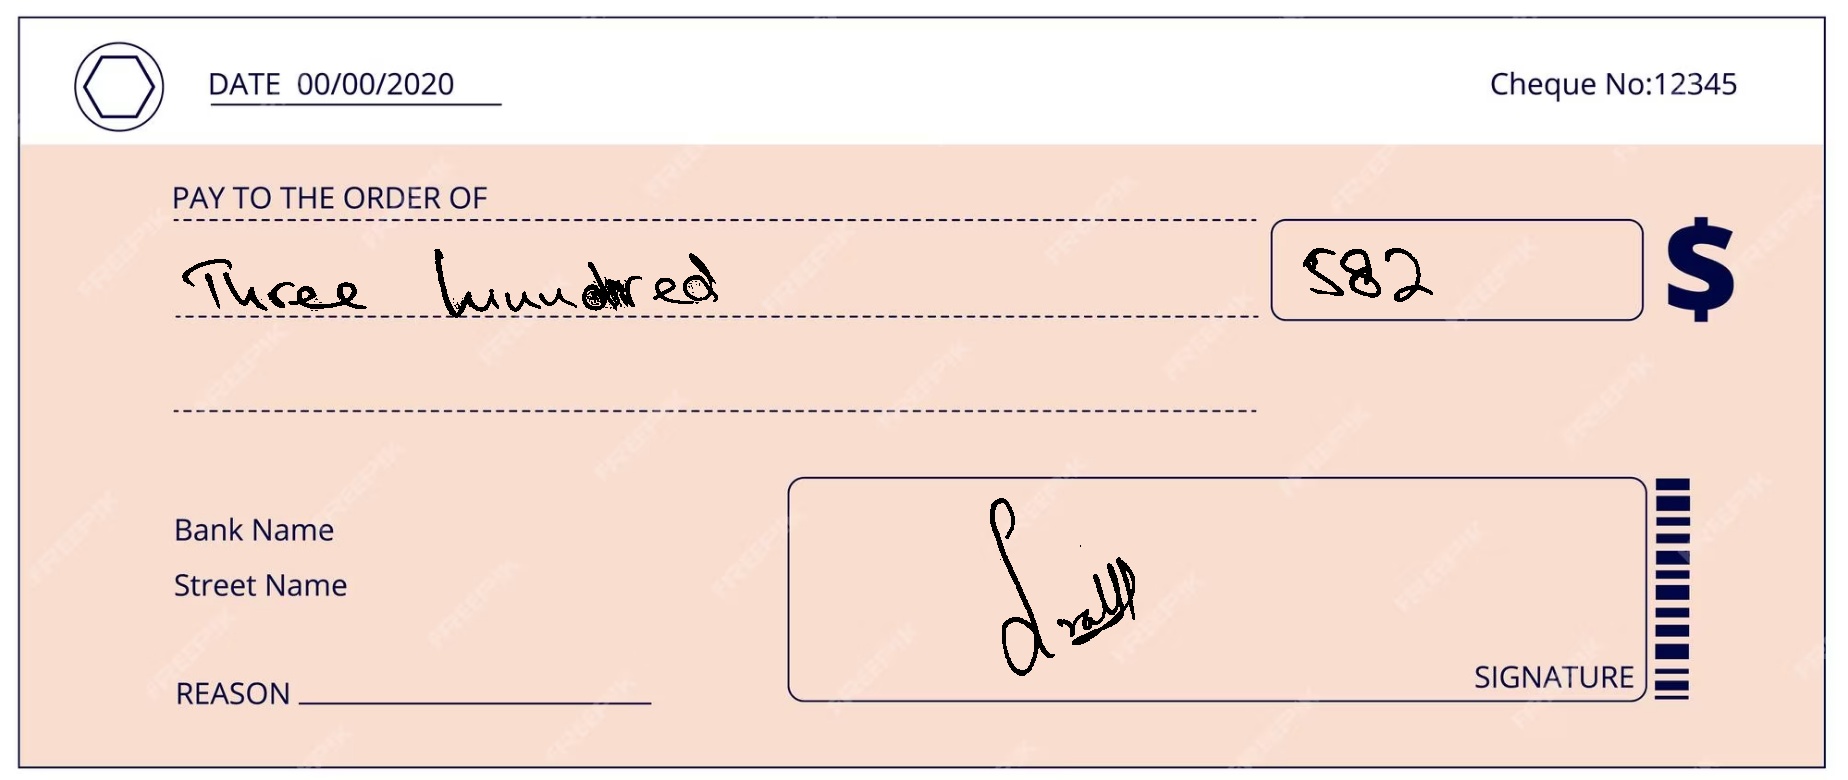 DATE 00/00/2020
Cheque No:12345
PAY TO THE ORDER OF
Three hundred
582
$
Bank Name
Street Name
REASON
SIGNATURE